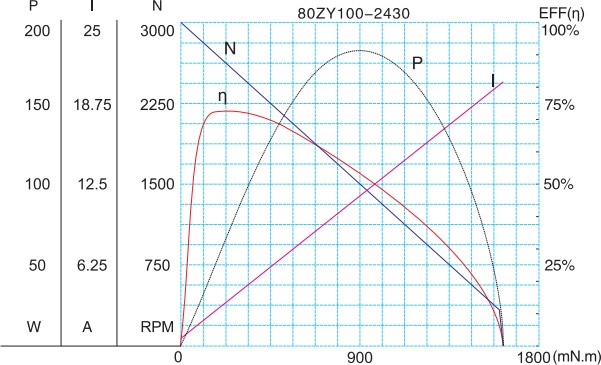 P I N 80ZY100-2430 EFF(η)
200 25 3000 100%
N
P
I
η
150 18.75 2250 75%
100 12.5 1500 50%
50 6.25 750 25%
W A RPM
0 900 1800 (mN.m)